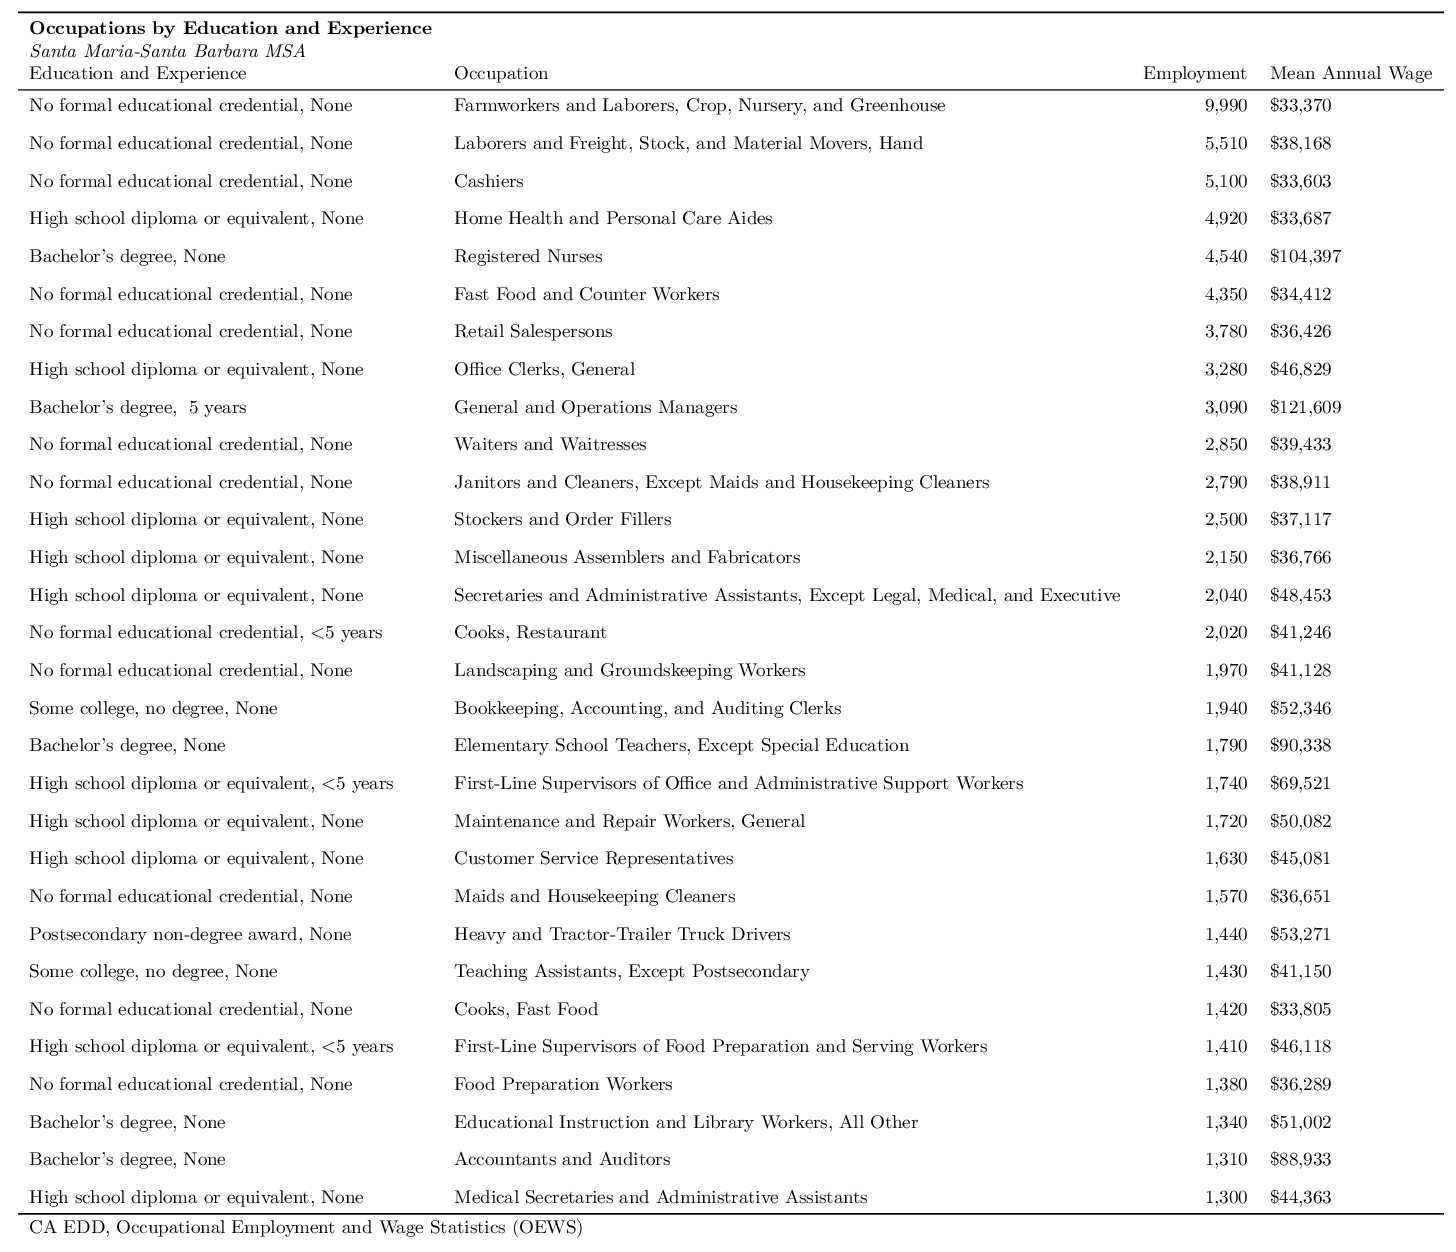 Occupations by Education and Experience
Santa Maria-Santa Barbara MSA
Education and Experience Occupation Employment Mean Annual Wage
No formal educational credential, None Farmworkers and Laborers, Crop, Nursery, and Greenhouse 9,990 $33,370
No formal educational credential, None Laborers and Freight, Stock, and Material Movers, Hand 5,510 $38,168
No formal educational credential, None Cashiers 5,100 $33,603
High school diploma or equivalent, None Home Health and Personal Care Aides 4,920 $33,687
Bachelor's degree, None Registered Nurses 4,540 $104,397
No formal educational credential, None Fast Food and Counter Workers 4,350 $34,412
No formal educational credential, None Retail Salespersons 3,780 $36,426
High school diploma or equivalent, None Office Clerks, General 3,280 $46,829
Bachelor's degree, 5 years General and Operations Managers 3,090 $121,609
No formal educational credential, None Waiters and Waitresses 2,850 $39,433
No formal educational credential, None Janitors and Cleaners, Except Maids and Housekeeping Cleaners 2,790 $38,911
High school diploma or equivalent, None Stockers and Order Fillers 2,500 $37,117
High school diploma or equivalent, None Miscellaneous Assemblers and Fabricators 2,150 $36,766
High school diploma or equivalent, None Secretaries and Administrative Assistants, Except Legal, Medical, and Executive 2,040 $48,453
No formal educational credential, <5 years Cooks, Restaurant 2,020 $41,246
No formal educational credential, None Landscaping and Groundskeeping Workers 1,970 $41,128
Some college, no degree, None Bookkeeping, Accounting, and Auditing Clerks 1,940 $52,346
Bachelor's degree, None Elementary School Teachers, Except Special Education 1,790 $90,338
High school diploma or equivalent, <5 years First-Line Supervisors of Office and Administrative Support Workers 1,740 $69,521
High school diploma or equivalent, None Maintenance and Repair Workers, General 1,720 $50,082
High school diploma or equivalent, None Customer Service Representatives 1,630 $45,081
No formal educational credential, None Maids and Housekeeping Cleaners 1,570 $36,651
Postsecondary non-degree award, None Heavy and Tractor-Trailer Truck Drivers 1,440 $53,271
Some college, no degree, None Teaching Assistants, Except Postsecondary 1,430 $41,150
No formal educational credential, None Cooks, Fast Food 1,420 $33,805
High school diploma or equivalent, <5 years First-Line Supervisors of Food Preparation and Serving Workers 1,410 $46,118
No formal educational credential, None Food Preparation Workers 1,380 $36,289
Bachelor's degree, None Educational Instruction and Library Workers, All Other 1,340 $51,002
Bachelor's degree, None Accountants and Auditors 1,310 $88,933
High school diploma or equivalent, None Medical Secretaries and Administrative Assistants 1,300 $44,363
CA EDD, Occupational Employment and Wage Statistics (OEWS)